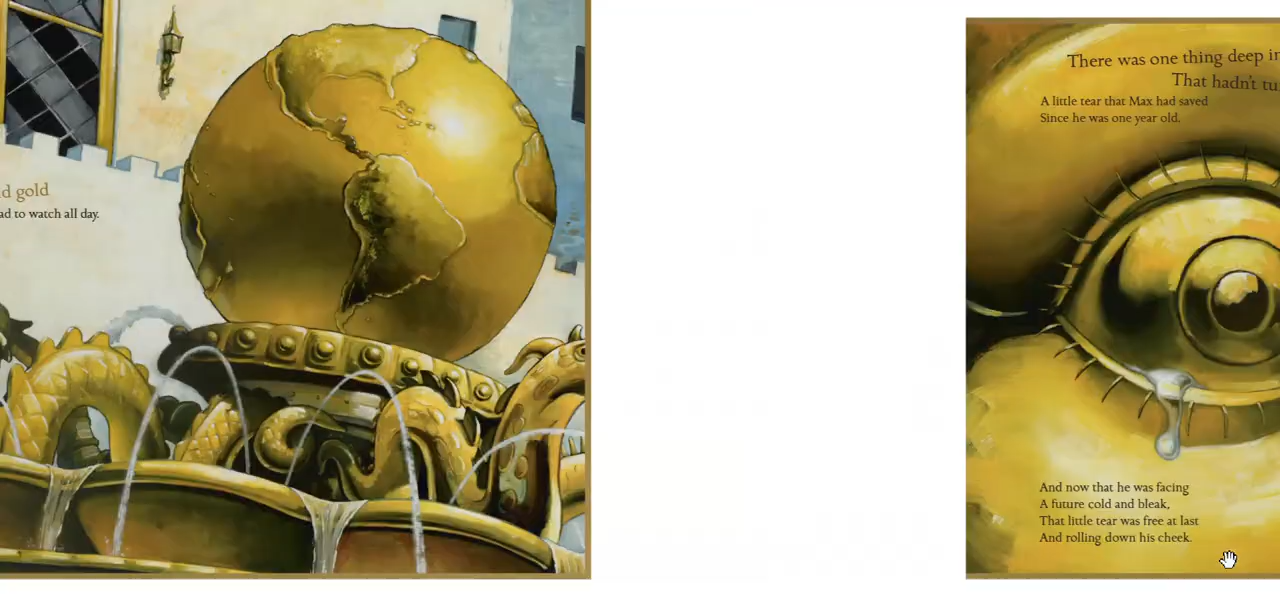 d gold
ad to watch all day.
There was one thing deep in
That hadn't tu
A little tear that Max had saved
Since he was one year old.
And now that he was facing
A future cold and bleak,
That little tear was free at last
And rolling down his cheek.